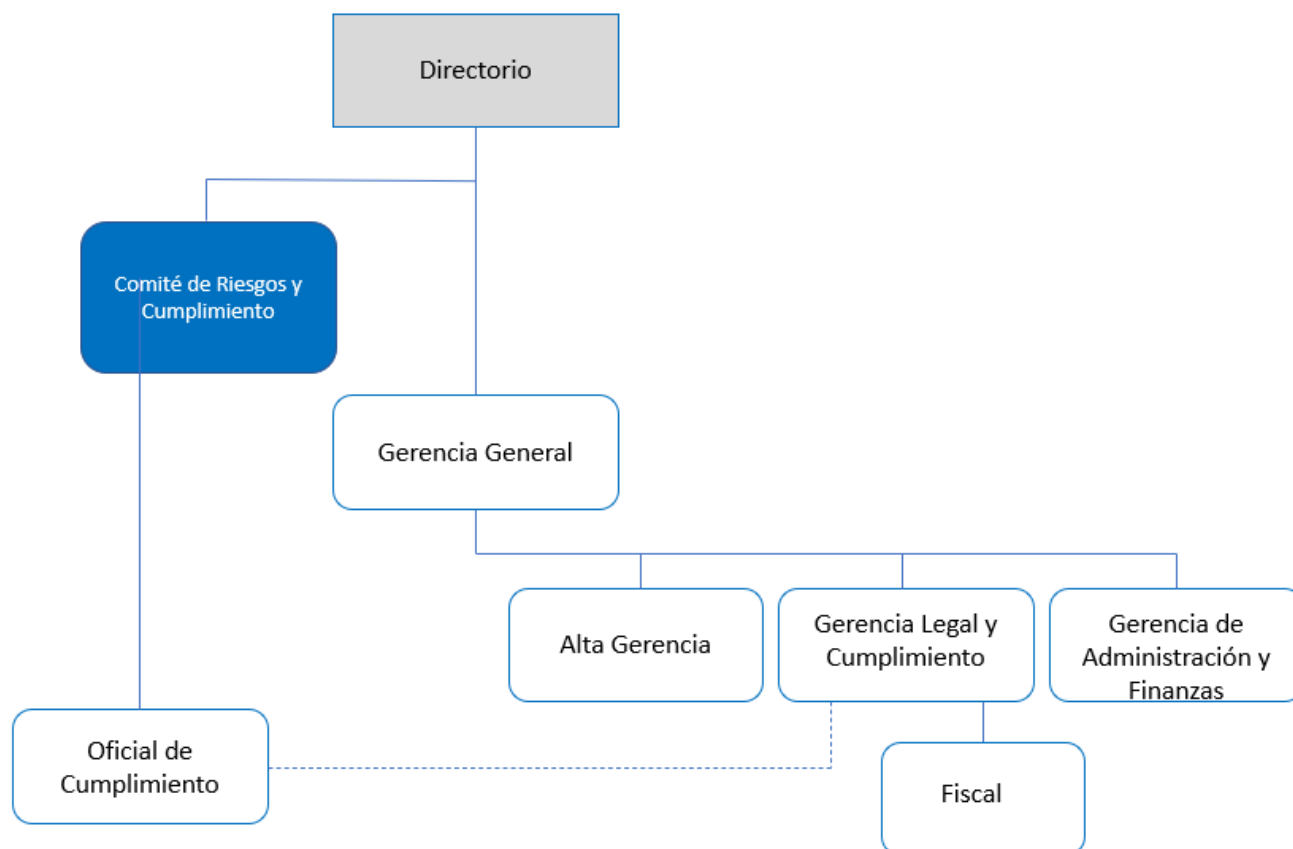 Directorio
Comité de Riesgos y
Cumplimiento
Gerencia General
Alta Gerencia
Gerencia Legal y
Cumplimiento
Gerencia de
Administración y
Finanzas
Oficial de
Cumplimiento
Fiscal